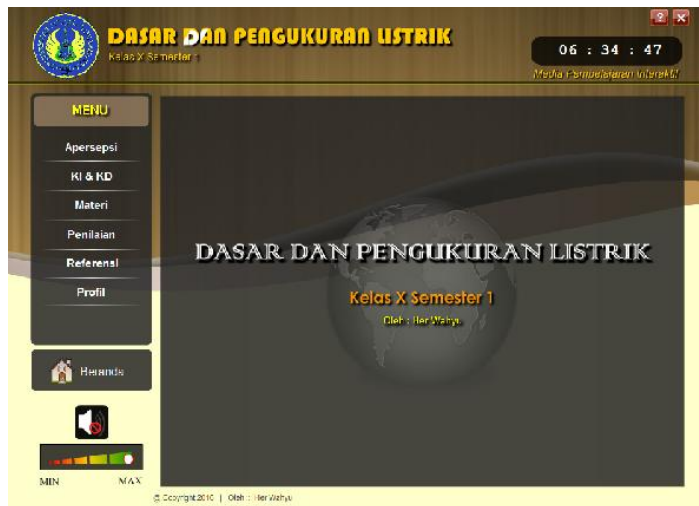 DASAR DAN PENGUKURAN LISTRIK
Kelas X Semester 1
? X
06 : 34 : 47
Media Pembelajaran Interaktif
MENU
Apersepsi
KI & KD
Materi
Penilaian
Referensi
Profil
Beranda
MIN MAX
DASAR DAN PENGUKURAN LISTRIK
Kelas X Semester 1
Oleh : Her Wahyu
@ Copyright 2016 | Oleh : Her Wahyu